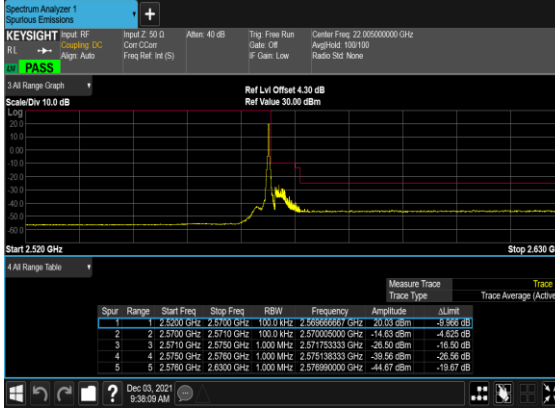 Spectrum Analyzer 1
Spurious Emissions
+
KEYSIGHT Input: RF Input Z: 50 Ω Atten: 40 dB Trig: Free Run Center Freq: 22.005000000 GHz
RL Coupling: DC Corr CCorr Gate: Off Avg|Hold: 100/100
Align: Auto Freq Ref: Int (S) IF Gain: Low Radio Std: None
LXI PASS
3 All Range Graph
Ref Lvl Offset 4.30 dB
Scale/Div 10.0 dB Ref Value 30.00 dBm
Log
20.0
10.0
0.00
-10.0
-20.0
-30.0
-40.0
-50.0
-60.0
Start 2.520 GHz Stop 2.630 G
4 All Range Table
Measure Trace Trace
Trace Type Trace Average (Active
Spur Range Start Freq Stop Freq RBW Frequency Amplitude ΔLimit
1 1 2.5200 GHz 2.5700 GHz 100.0 kHz 2.569666667 GHz 20.03 dBm -9.966 dB
2 2 2.5700 GHz 2.5710 GHz 100.0 kHz 2.570005000 GHz -14.63 dBm -4.625 dB
3 3 2.5710 GHz 2.5750 GHz 1.000 MHz 2.571753333 GHz -26.50 dBm -16.50 dB
4 4 2.5750 GHz 2.5760 GHz 1.000 MHz 2.575138333 GHz -39.56 dBm -26.56 dB
5 5 2.5760 GHz 2.6300 GHz 1.000 MHz 2.576990000 GHz -44.67 dBm -19.67 dB
?
Dec 03, 2021
9:38:09 AM